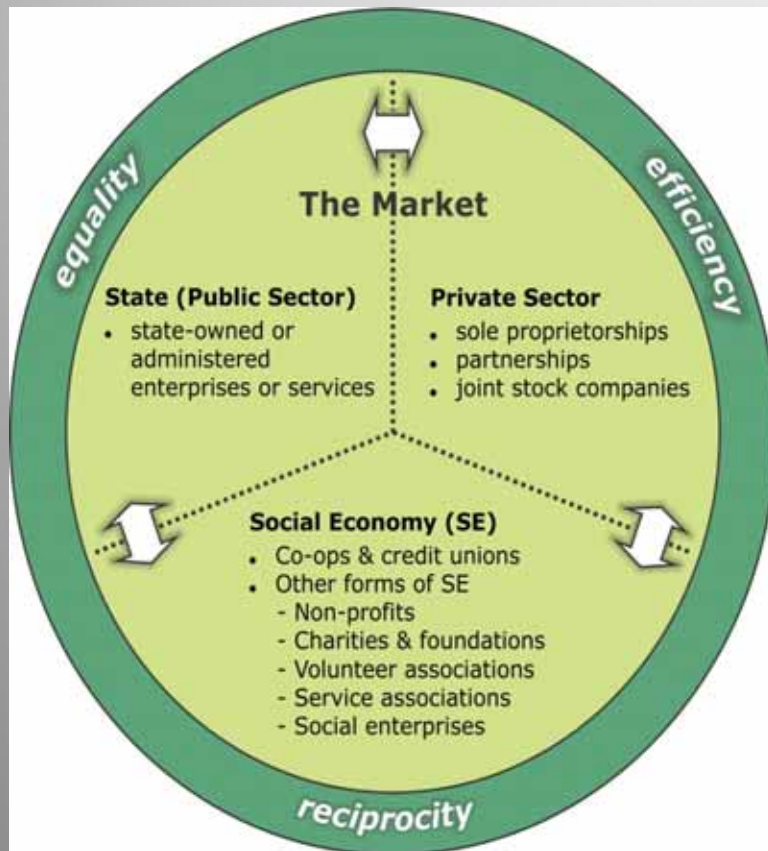 equality
efficiency
The Market
State (Public Sector)
• state-owned or
administered
enterprises or services
Private Sector
• sole proprietorships
• partnerships
• joint stock companies
Social Economy (SE)
• Co-ops & credit unions
• Other forms of SE
- Non-profits
- Charities & foundations
- Volunteer associations
- Service associations
- Social enterprises
reciprocity